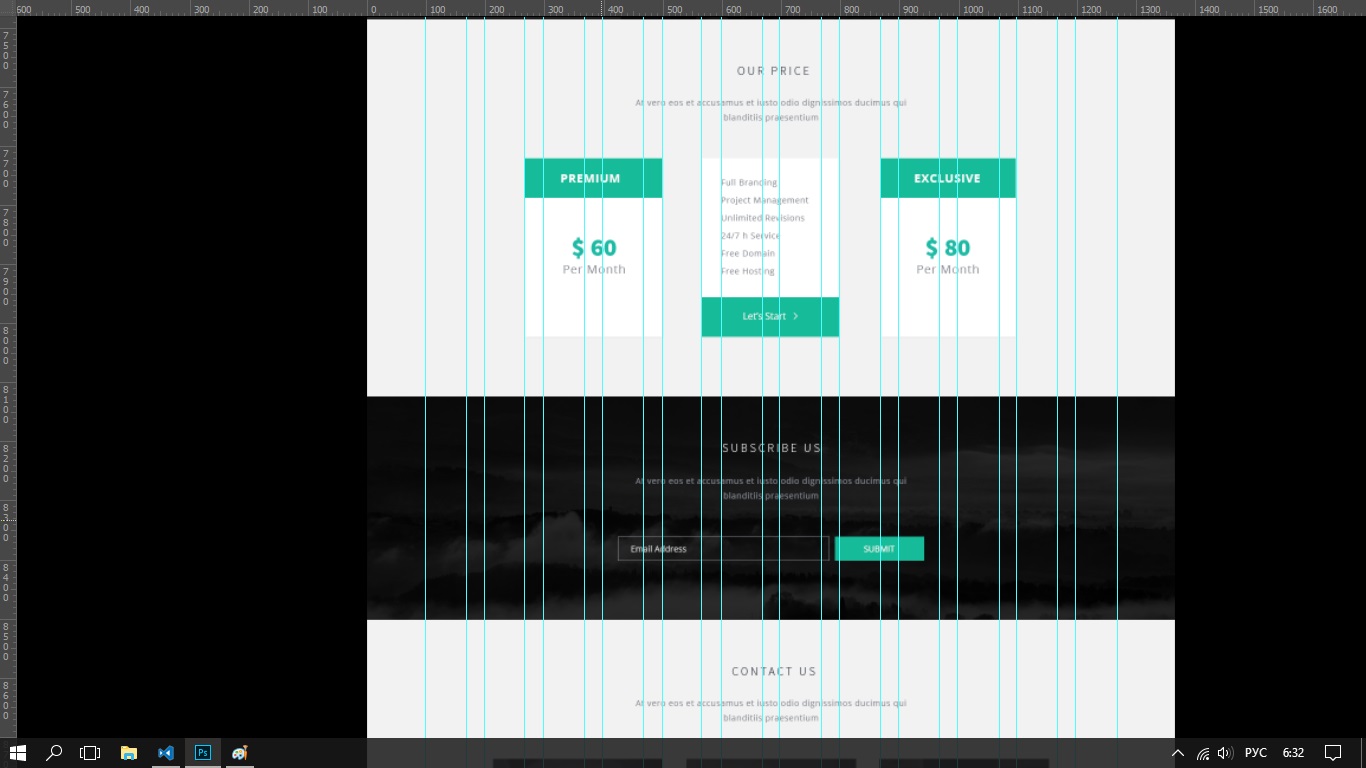 600 500 400 300 200 100 0 100 200 300 400 500 600 700 800 900 1000 1100 1200 1300 1400 1500 1600
7500
7600
7700
7800
7900
8000
8100
8200
8300
8400
8500
8600
OUR PRICE
At vero eos et accusamus et iusto odio dignissimos ducimus qui
blanditiis praesentium
PREMIUM
$ 60
Per Month
Full Branding
Project Management
Unlimited Revisions
24/7 h Service
Free Domain
Free Hosting
Let's Start
EXCLUSIVE
$ 80
Per Month
SUBSCRIBE US
At vero eos et accusamus et iusto odio dignissimos ducimus qui
blanditiis praesentium
Email Address
SUBMIT
CONTACT US
At vero eos et accusamus et iusto odio dignissimos ducimus qui
blanditiis praesentium
Ps
РУС 6:32